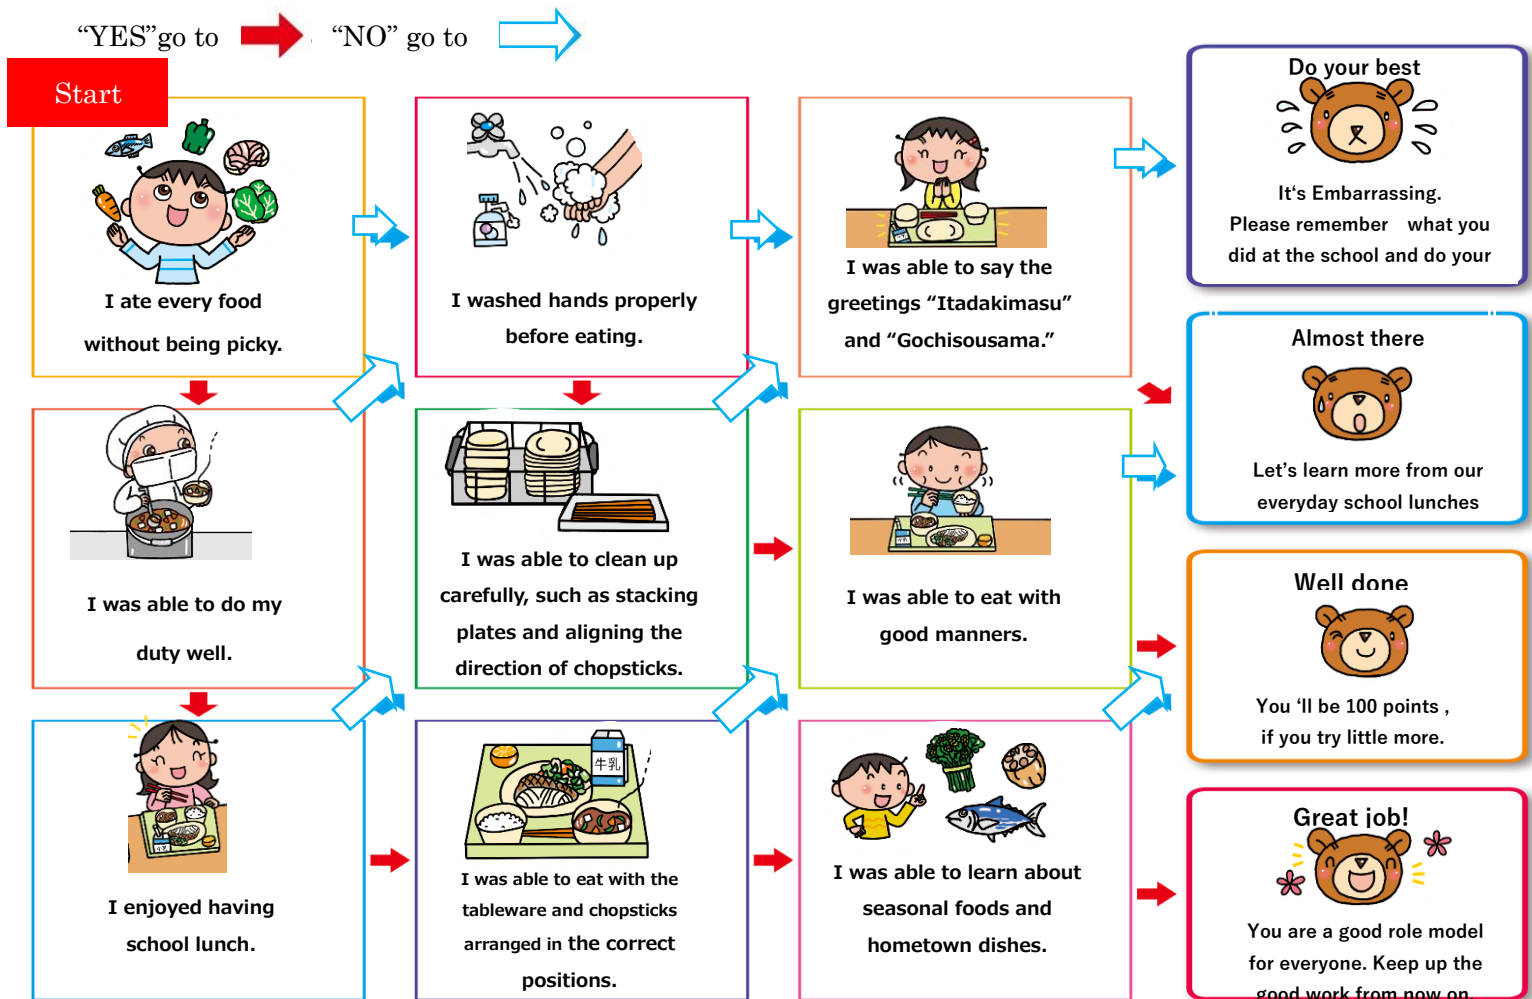 “YES”go to
“NO” go to
Start
I ate every food
without being picky.
I washed hands properly
before eating.
I was able to say the
greetings “Itadakimasu”
and “Gochisousama.”
Do your best
It‘s Embarrassing.
Please remember what you
did at the school and do your
Almost there
Let’s learn more from our
everyday school lunches
I was able to do my
duty well.
I was able to clean up
carefully, such as stacking
plates and aligning the
direction of chopsticks.
I was able to eat with
good manners.
Well done
You ‘ll be 100 points ,
if you try little more.
I enjoyed having
school lunch.
牛乳
I was able to eat with the
tableware and chopsticks
arranged in the correct
positions.
I was able to learn about
seasonal foods and
hometown dishes.
Great job!
You are a good role model
for everyone. Keep up the
good work from now on.